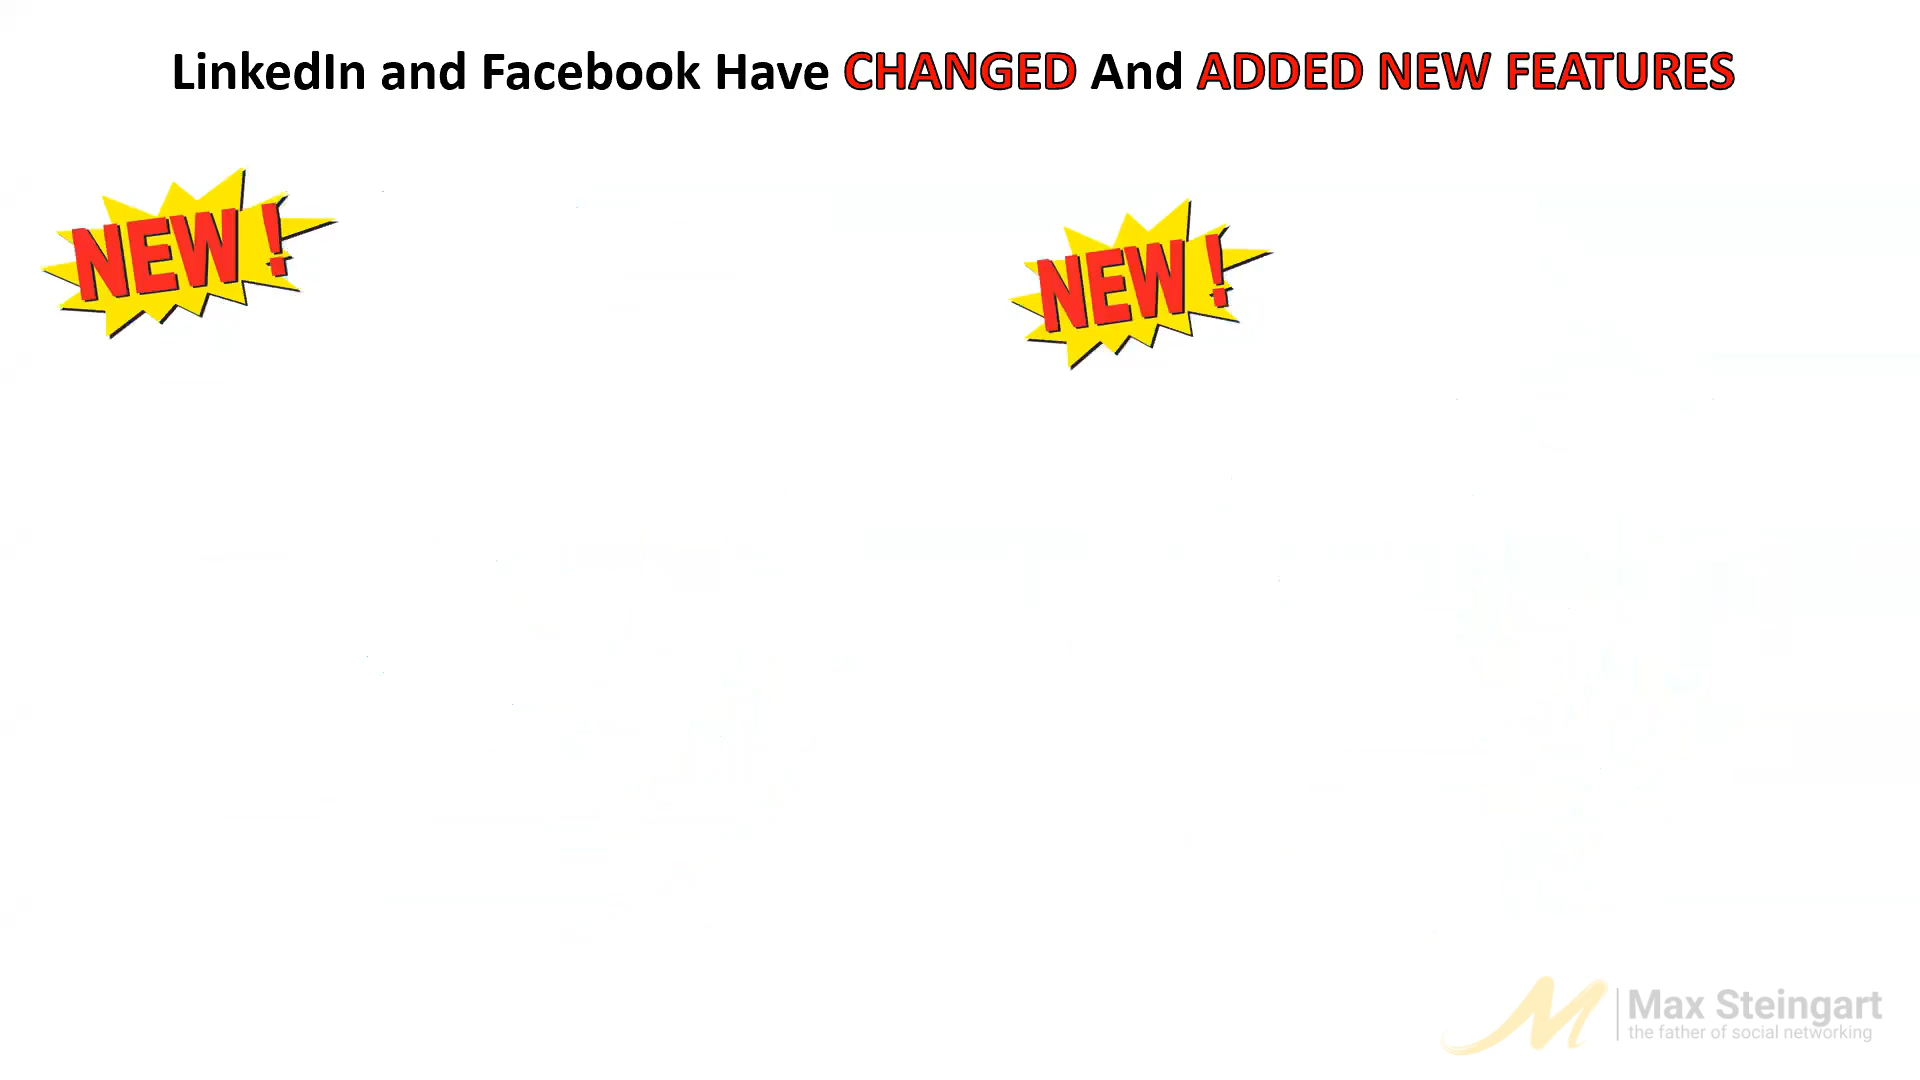 LinkedIn and Facebook Have CHANGED And ADDED NEW FEATURES
NEW!
NEW!
Max Steingart
the father of social networking